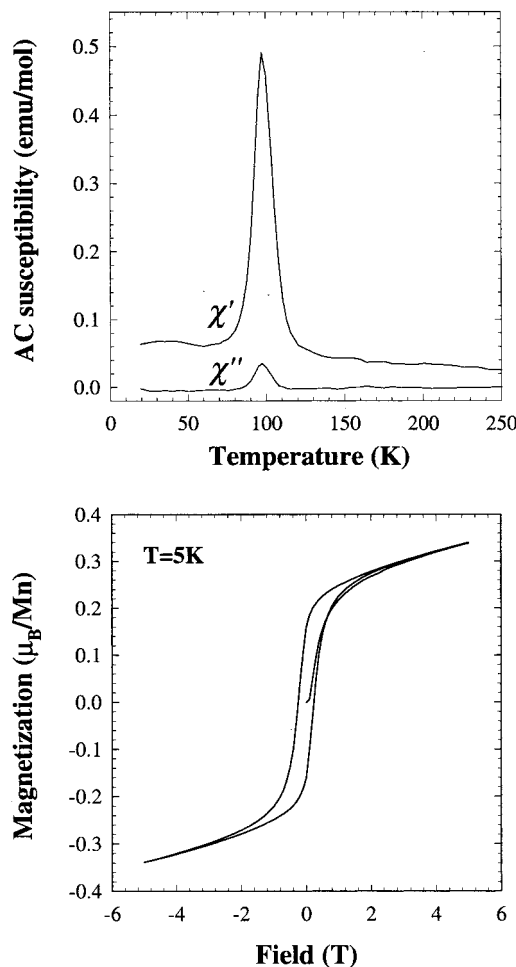 AC susceptibility (emu/mol)
0.5
0.4
0.3
0.2
0.1
0.0
χ'
χ''
0 50 100 150 200 250
Temperature (K)
Magnetization (μB/Mn)
0.4
0.3
0.2
0.1
0.0
-0.1
-0.2
-0.3
-0.4
T=5K
-6 -4 -2 0 2 4 6
Field (T)